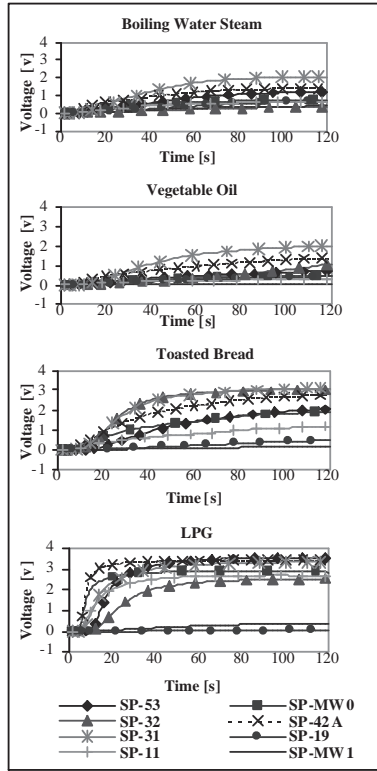 Boiling Water Steam
Voltage [v]
4
3
2
1
0
-1
0 20 40 60 80 100 120
Time [s]
Vegetable Oil
Voltage [v]
4
3
2
1
0
-1
0 20 40 60 80 100 120
Time [s]
Toasted Bread
Voltage [v]
4
3
2
1
0
-1
0 20 40 60 80 100 120
Time [s]
LPG
Voltage [v]
4
3
2
1
0
-1
0 20 40 60 80 100 120
Time [s]
SP-53 SP-MW0
SP-32 SP-42A
SP-31 SP-19
SP-11 SP-MW1